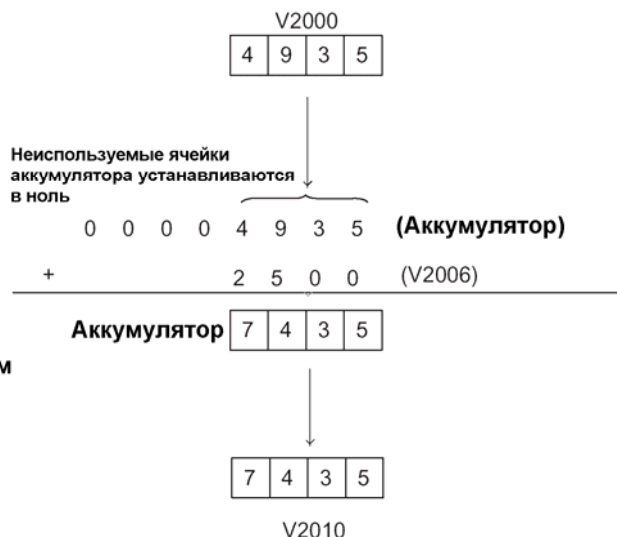 V2000
4 9 3 5
Неиспользуемые ячейки
аккумулятора устанавливаются
в ноль
0 0 0 0 4 9 3 5 (Аккумулятор)
+ 2 5 0 0 (V2006)
Аккумулятор 7 4 3 5
м
7 4 3 5
V2010